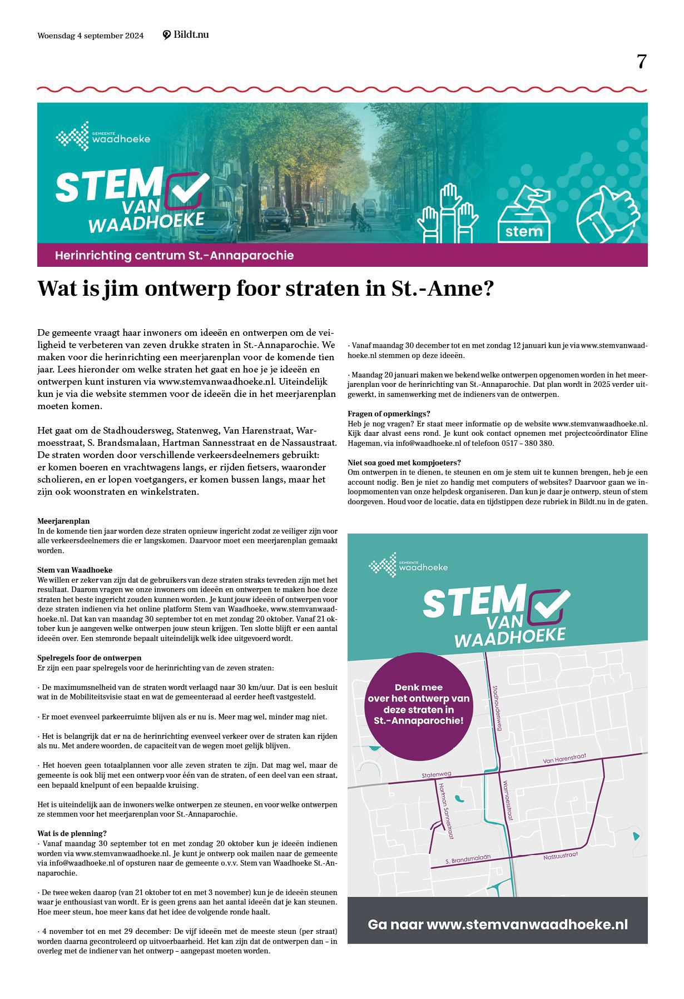 Woensdag 4 september 2024
Bildt.nu
7
GEMEENTE
waadhoeke
STEM
VAN
WAADHOEKE
stem
Herinrichting centrum St.-Annaparochie
Wat is jim ontwerp foor straten in St.-Anne?
De gemeente vraagt haar inwoners om ideeën en ontwerpen om de vei-
ligheid te verbeteren van zeven drukke straten in St.-Annaparochie. We
maken voor die herinrichting een meerjarenplan voor de komende tien
jaar. Lees hieronder om welke straten het gaat en hoe je je ideeën en
ontwerpen kunt insturen via www.stemvanwaadhoeke.nl. Uiteindelijk
kun je via die website stemmen voor de ideeën die in het meerjarenplan
moeten komen.
Het gaat om de Stadhoudersweg, Statenweg, Van Harenstraat, War-
moesstraat, S. Brandsmalaan, Hartman Sannesstraat en de Nassaustraat.
De straten worden door verschillende verkeersdeelnemers gebruikt:
er komen boeren en vrachtwagens langs, er rijden fietsers, waaronder
scholieren, en er lopen voetgangers, er komen bussen langs, maar het
zijn ook woonstraten en winkelstraten.
Meerjarenplan
In de komende tien jaar worden deze straten opnieuw ingericht zodat ze veiliger zijn voor
alle verkeersdeelnemers die er langskomen. Daarvoor moet een meerjarenplan gemaakt
worden.
Stem van Waadhoeke
We willen er zeker van zijn dat de gebruikers van deze straten straks tevreden zijn met het
resultaat. Daarom vragen we onze inwoners om ideeën en ontwerpen te maken hoe deze
straten het beste ingericht zouden kunnen worden. Je kunt jouw ideeën of ontwerpen voor
deze straten indienen via het online platform Stem van Waadhoeke, www.stemvanwaad-
hoeke.nl. Dat kan van maandag 30 september tot en met zondag 20 oktober. Vanaf 21 ok-
tober kun je aangeven welke ontwerpen jouw steun krijgen. Ten slotte blijft er een aantal
ideeën over. Een stemronde bepaalt uiteindelijk welk idee uitgevoerd wordt.
Spelregels foor de ontwerpen
Er zijn een paar spelregels voor de herinrichting van de zeven straten:
· De maximumsnelheid van de straten wordt verlaagd naar 30 km/uur. Dat is een besluit
wat in de Mobiliteitsvisie staat en wat de gemeenteraad al eerder heeft vastgesteld.
· Er moet evenveel parkeerruimte blijven als er nu is. Meer mag wel, minder mag niet.
· Het is belangrijk dat er na de herinrichting evenveel verkeer over de straten kan rijden
als nu. Met andere woorden, de capaciteit van de wegen moet gelijk blijven.
· Het hoeven geen totaalplannen voor alle zeven straten te zijn. Dat mag wel, maar de
gemeente is ook blij met een ontwerp voor één van de straten, of een deel van een straat,
een bepaald knelpunt of een bepaalde kruising.
Het is uiteindelijk aan de inwoners welke ontwerpen ze steunen, en voor welke ontwerpen
ze stemmen voor het meerjarenplan voor St.-Annaparochie.
Wat is de plenning?
· Vanaf maandag 30 september tot en met zondag 20 oktober kun je ideeën indienen
worden via www.stemvanwaadhoeke.nl. Je kunt je ontwerp ook mailen naar de gemeente
via info@waadhoeke.nl of opsturen naar de gemeente o.v.v. Stem van Waadhoeke St.-An-
naparochie.
· De twee weken daarop (van 21 oktober tot en met 3 november) kun je de ideeën steunen
waar je enthousiast van wordt. Er is geen grens aan het aantal ideeën dat je kan steunen.
Hoe meer steun, hoe meer kans dat het idee de volgende ronde haalt.
· 4 november tot en met 29 december: De vijf ideeën met de meeste steun (per straat)
worden daarna gecontroleerd op uitvoerbaarheid. Het kan zijn dat de ontwerpen dan – in
overleg met de indiener van het ontwerp – aangepast moeten worden.
· Vanaf maandag 30 december tot en met zondag 12 januari kun je via www.stemvanwaad-
hoeke.nl stemmen op deze ideeën.
· Maandag 20 januari maken we bekend welke ontwerpen opgenomen worden in het meer-
jarenplan voor de herinrichting van St.-Annaparochie. Dat plan wordt in 2025 verder uit-
gewerkt, in samenwerking met de indieners van de ontwerpen.
Fragen of opmerkings?
Heb je nog vragen? Er staat meer informatie op de website www.stemvanwaadhoeke.nl.
Kijk daar alvast eens rond. Je kunt ook contact opnemen met projectcoördinator Eline
Hageman, via info@waadhoeke.nl of telefoon 0517 – 380 380.
Niet soa goed met kompjoeters?
Om ontwerpen in te dienen, te steunen en om je stem uit te kunnen brengen, heb je een
account nodig. Ben je niet zo handig met computers of websites? Daarvoor gaan we in-
loopmomenten van onze helpdesk organiseren. Dan kun je daar je ontwerp, steun of stem
doorgeven. Houd voor de locatie, data en tijdstippen deze rubriek in Bildt.nu in de gaten.
GEMEENTE
waadhoeke
STEM
VAN
WAADHOEKE
Denk mee
over het ontwerp van
deze straten in
St.-Annaparochie!
Stadhoudersweg
Van Harenstraat
Statenweg
Hartman Sannestraat
Warmoesstraat
S. Brandsmalaan
Nassaustraat
Ga naar www.stemvanwaadhoeke.nl